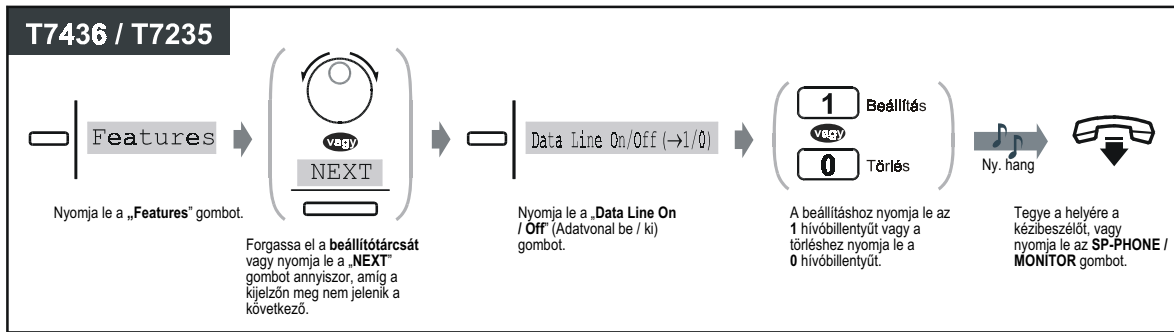 T7436 / T7235
Features
vagy
NEXT
Data Line On/Off (→1/0)
1 Beállítás
vagy
0 Törlés
Ny. hang
Nyomja le a „Features" gombot.
Forgassa el a beállítótárcsát
vagy nyomja le a „NEXT"
gombot annyiszor, amíg a
kijelzőn meg nem jelenik a
következő.
Nyomja le a „Data Line On
/ Off" (Adatvonal be / ki)
gombot.
A beállításhoz nyomja le az
1 hívóbillentyűt vagy a
törléshez nyomja le a
0 hívóbillentyűt.
Tegye a helyére a
kézibeszélőt, vagy
nyomja le az SP-PHONE /
MONITOR gombot.